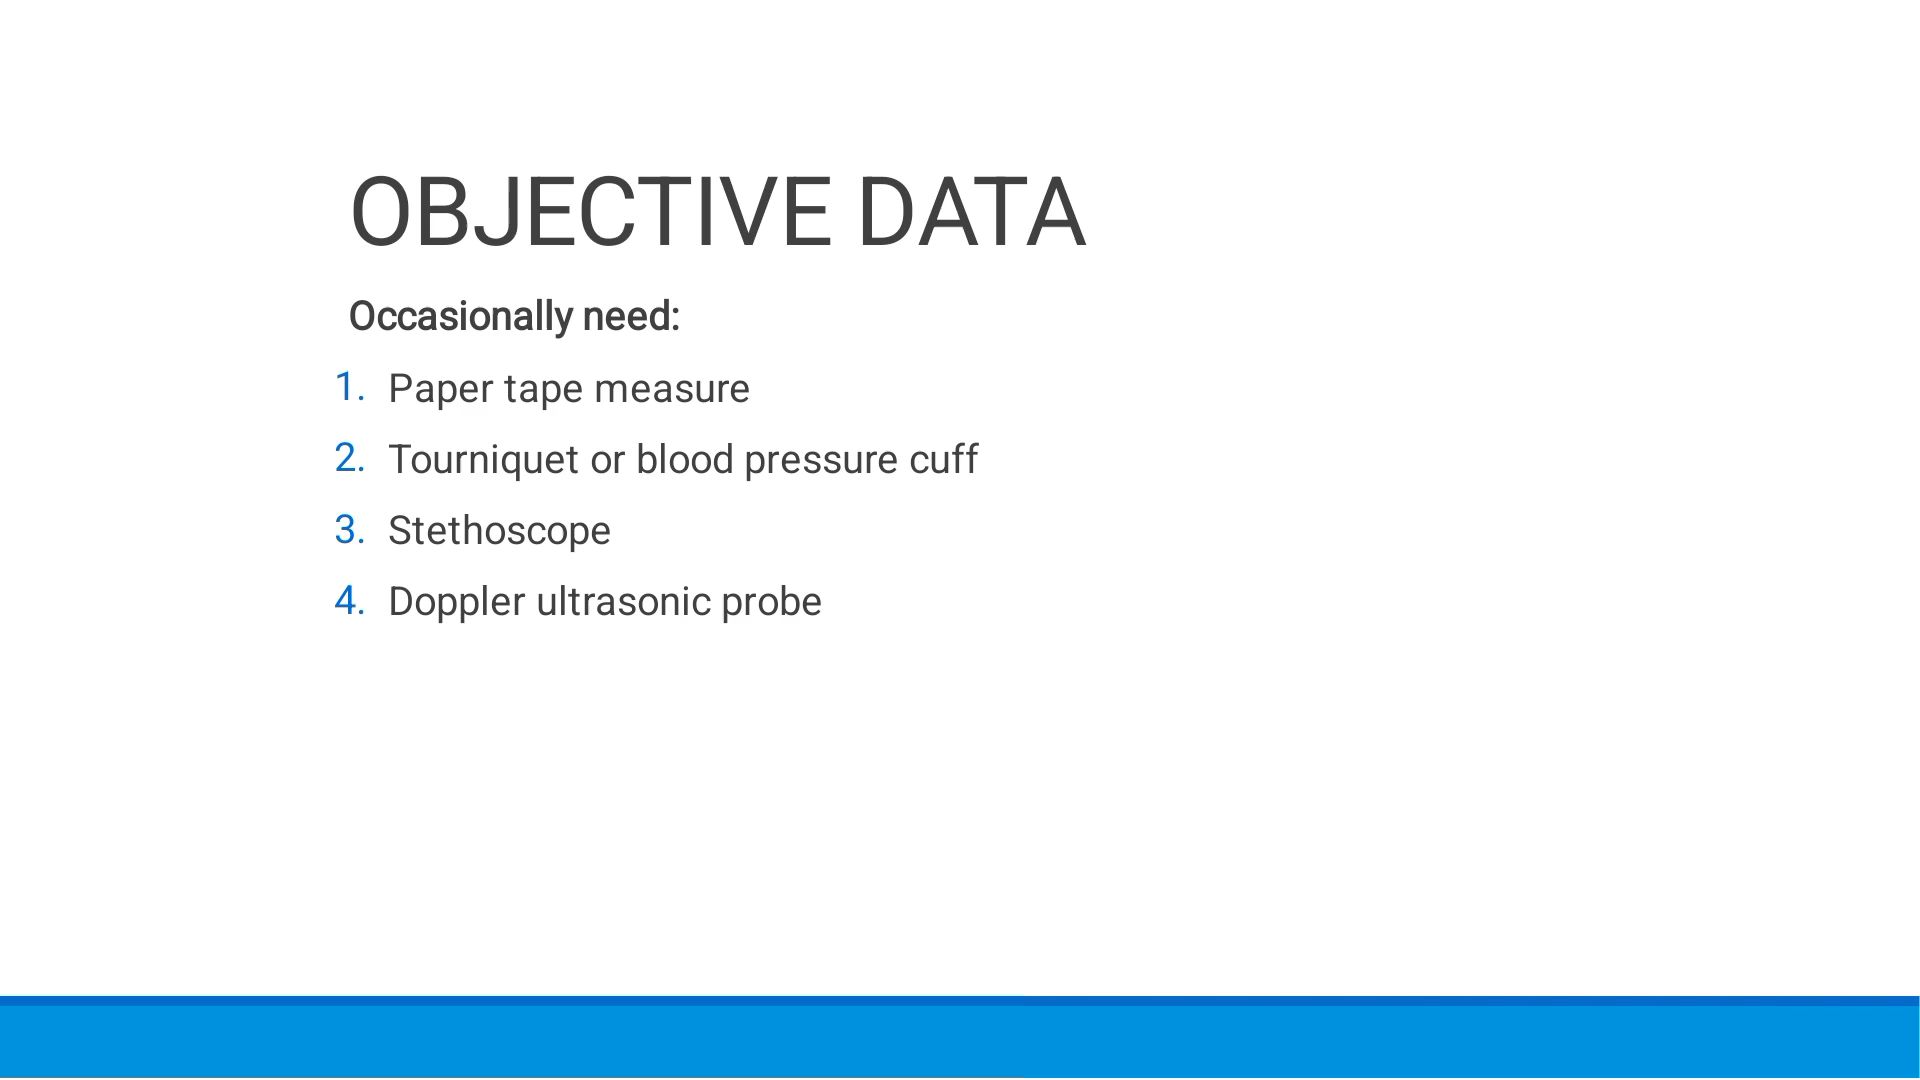 OBJECTIVE DATA
Occasionally need:
1. Paper tape measure
2. Tourniquet or blood pressure cuff
3. Stethoscope
4. Doppler ultrasonic probe